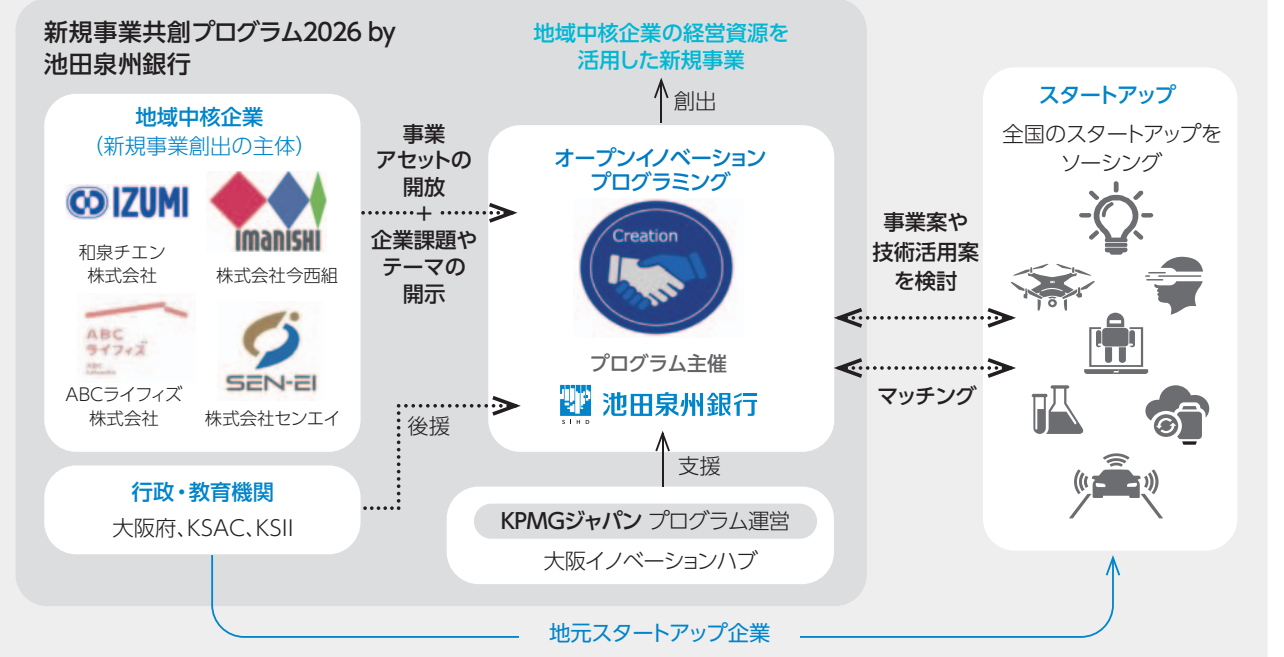 新規事業共創プログラム2026 by
池田泉州銀行
地域中核企業
（新規事業創出の主体）
IZUMI
和泉チエン
株式会社
imanishi
株式会社今西組
ABC
ライフィズ
ABCライフィズ
株式会社
SEN-EI
株式会社センエイ
行政・教育機関
大阪府、KSAC、KSII
事業
アセットの
開放
+
企業課題や
テーマの
開示
後援
地域中核企業の経営資源を
活用した新規事業
創出
オープンイノベーション
プログラミング
Creation
プログラム主催
SIHD
池田泉州銀行
支援
KPMGジャパン プログラム運営
大阪イノベーションハブ
事業案や
技術活用案
を検討
マッチング
スタートアップ
全国のスタートアップを
ソーシング
地元スタートアップ企業